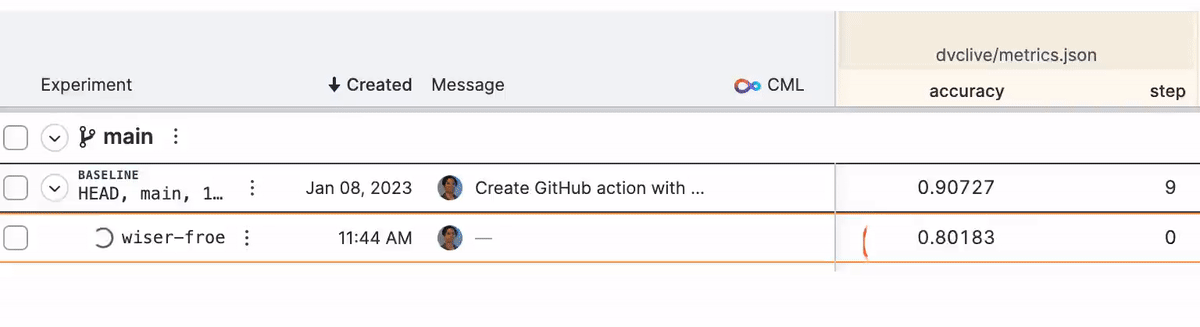 dvclive/metrics.json
Experiment Created Message CML accuracy step
main
BASELINE
HEAD, main, 1… Jan 08, 2023 Create GitHub action with ... 0.90727 9
wiser-froe 11:44 AM — 0.80183 0